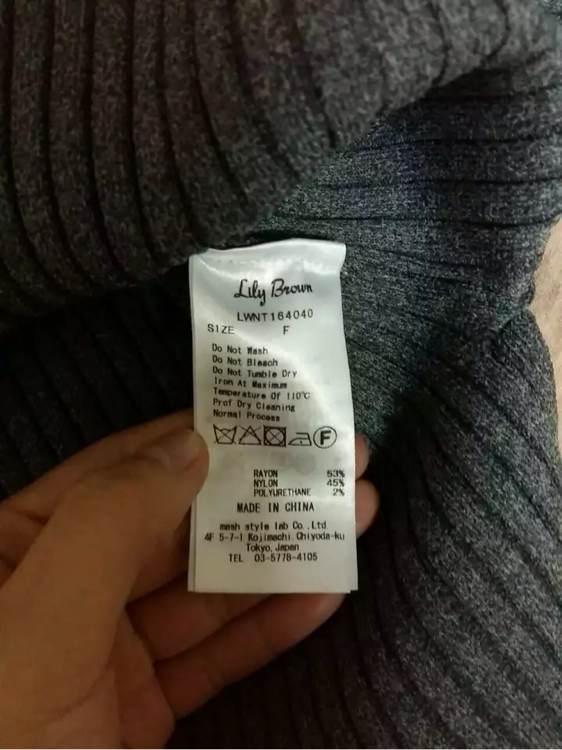 Lily Brown
LWNT164040
SIZE F
Do Not Wash
Do Not Bleach
Do Not Tumble Dry
Iron At Maximum
Temperature Of 110℃
Prof Dry Cleaning
Normal Process
F
RAYON 53%
NYLON 45%
POLYURETHANE 2%
MADE IN CHINA
mash style lab Co.,Ltd.
4F 5-7-1 Kojimachi Chiyoda-ku
Tokyo, Japan
TEL 03-5778-4105